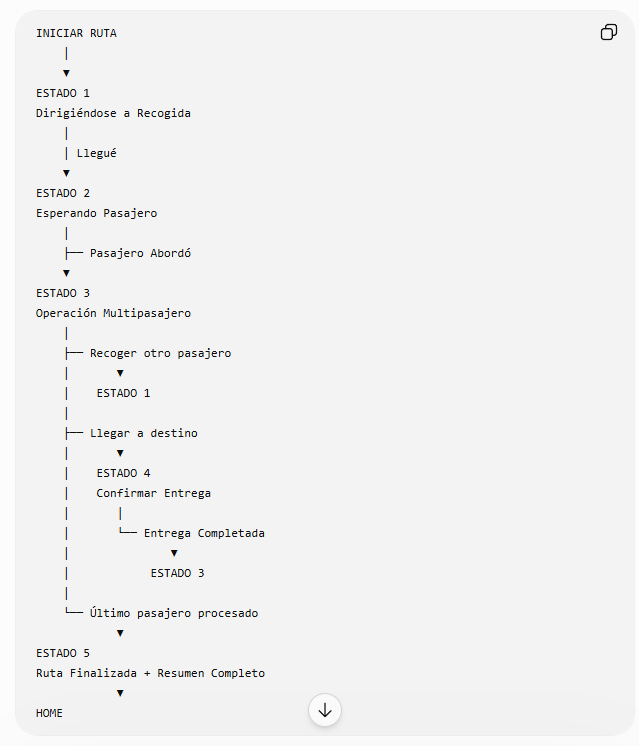 INICIAR RUTA
│
▼
ESTADO 1
Dirigiéndose a Recogida
│
│ Llegué
▼
ESTADO 2
Esperando Pasajero
│
├── Pasajero Abordó
▼
ESTADO 3
Operación Multipasajero
│
├── Recoger otro pasajero
│ ▼
│ ESTADO 1
│
├── Llegar a destino
│ ▼
│ ESTADO 4
│ Confirmar Entrega
│ │
│ └── Entrega Completada
│ ▼
│ ESTADO 3
│
└── Último pasajero procesado
▼
ESTADO 5
Ruta Finalizada + Resumen Completo
▼
HOME